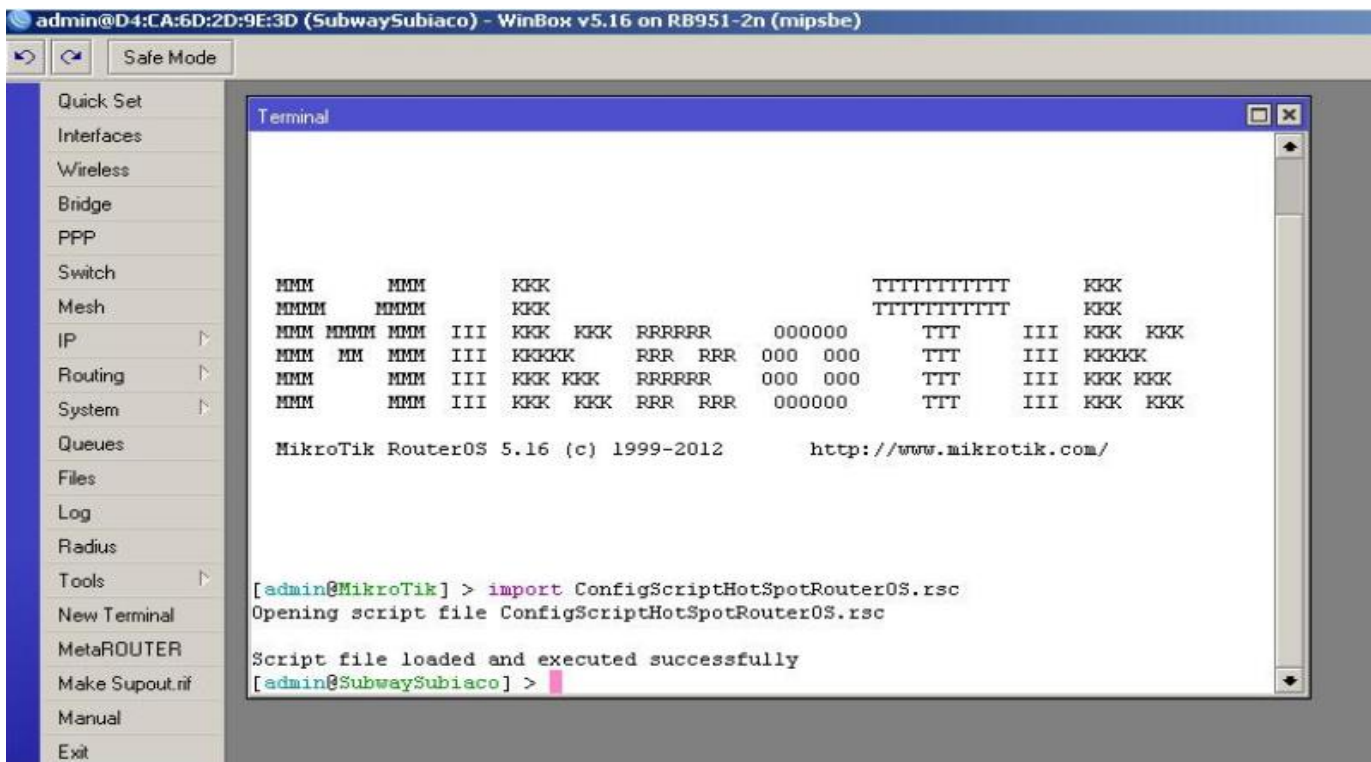 admin@D4:CA:6D:2D:9E:3D (SubwaySubiaco) - WinBox v5.16 on RB951-2n (mipsbe)
Safe Mode
Quick Set
Interfaces
Wireless
Bridge
PPP
Switch
Mesh
IP
Routing
System
Queues
Files
Log
Radius
Tools
New Terminal
MetaROUTER
Make Supout.rif
Manual
Exit
Terminal
MMM      MMM       KKK                          TTTTTTTTTTT      KKK
MMMM    MMMM       KKK                          TTTTTTTTTTT      KKK
MMM MMMM MMM  III  KKK  KKK  RRRRRR     OOOOOO      TTT     III  KKK  KKK
MMM  MM  MMM  III  KKKKK     RRR  RRR  OOO  OOO     TTT     III  KKKKK
MMM      MMM  III  KKK KKK   RRRRRR    OOO  OOO     TTT     III  KKK KKK
MMM      MMM  III  KKK  KKK  RRR  RRR   OOOOOO      TTT     III  KKK  KKK
MikroTik RouterOS 5.16 (c) 1999-2012       http://www.mikrotik.com/
[admin@MikroTik] > import ConfigScriptHotSpotRouterOS.rsc
Opening script file ConfigScriptHotSpotRouterOS.rsc
Script file loaded and executed successfully
[admin@SubwaySubiaco] >